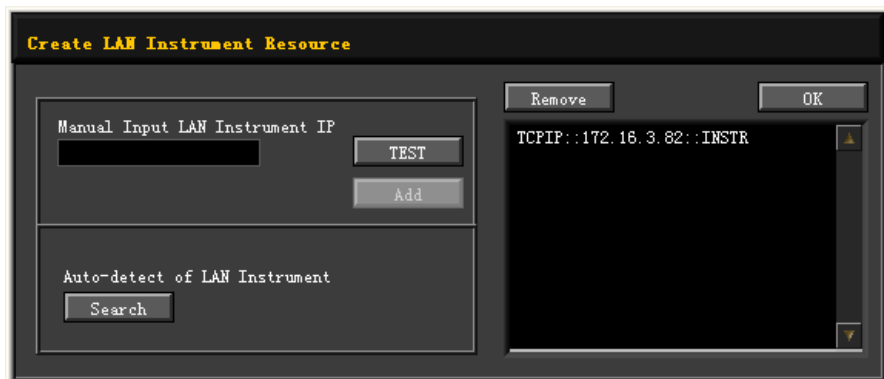 Create LAN Instrument Resource
Manual Input LAN Instrument IP
TEST
Add
Auto-detect of LAN Instrument
Search
Remove
OK
TCPIP::172.16.3.82::INSTR